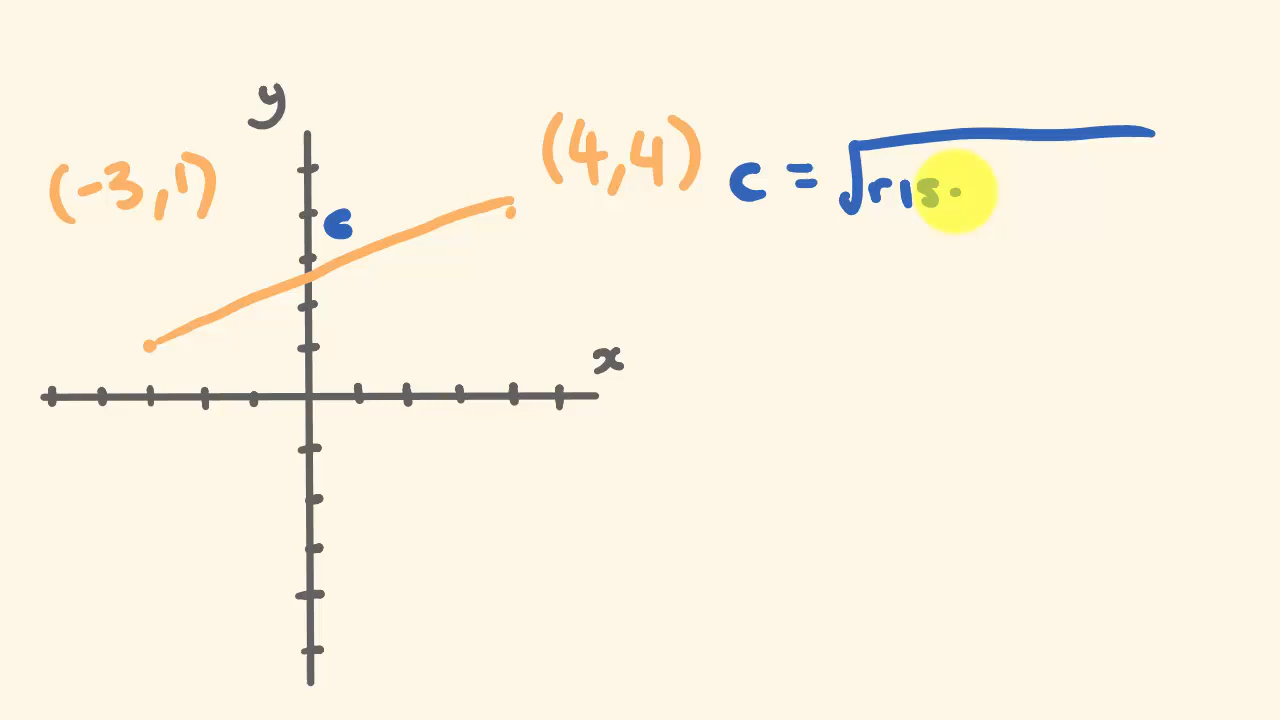 y
(-3,1)
(4,4)
c = √ris
c
x